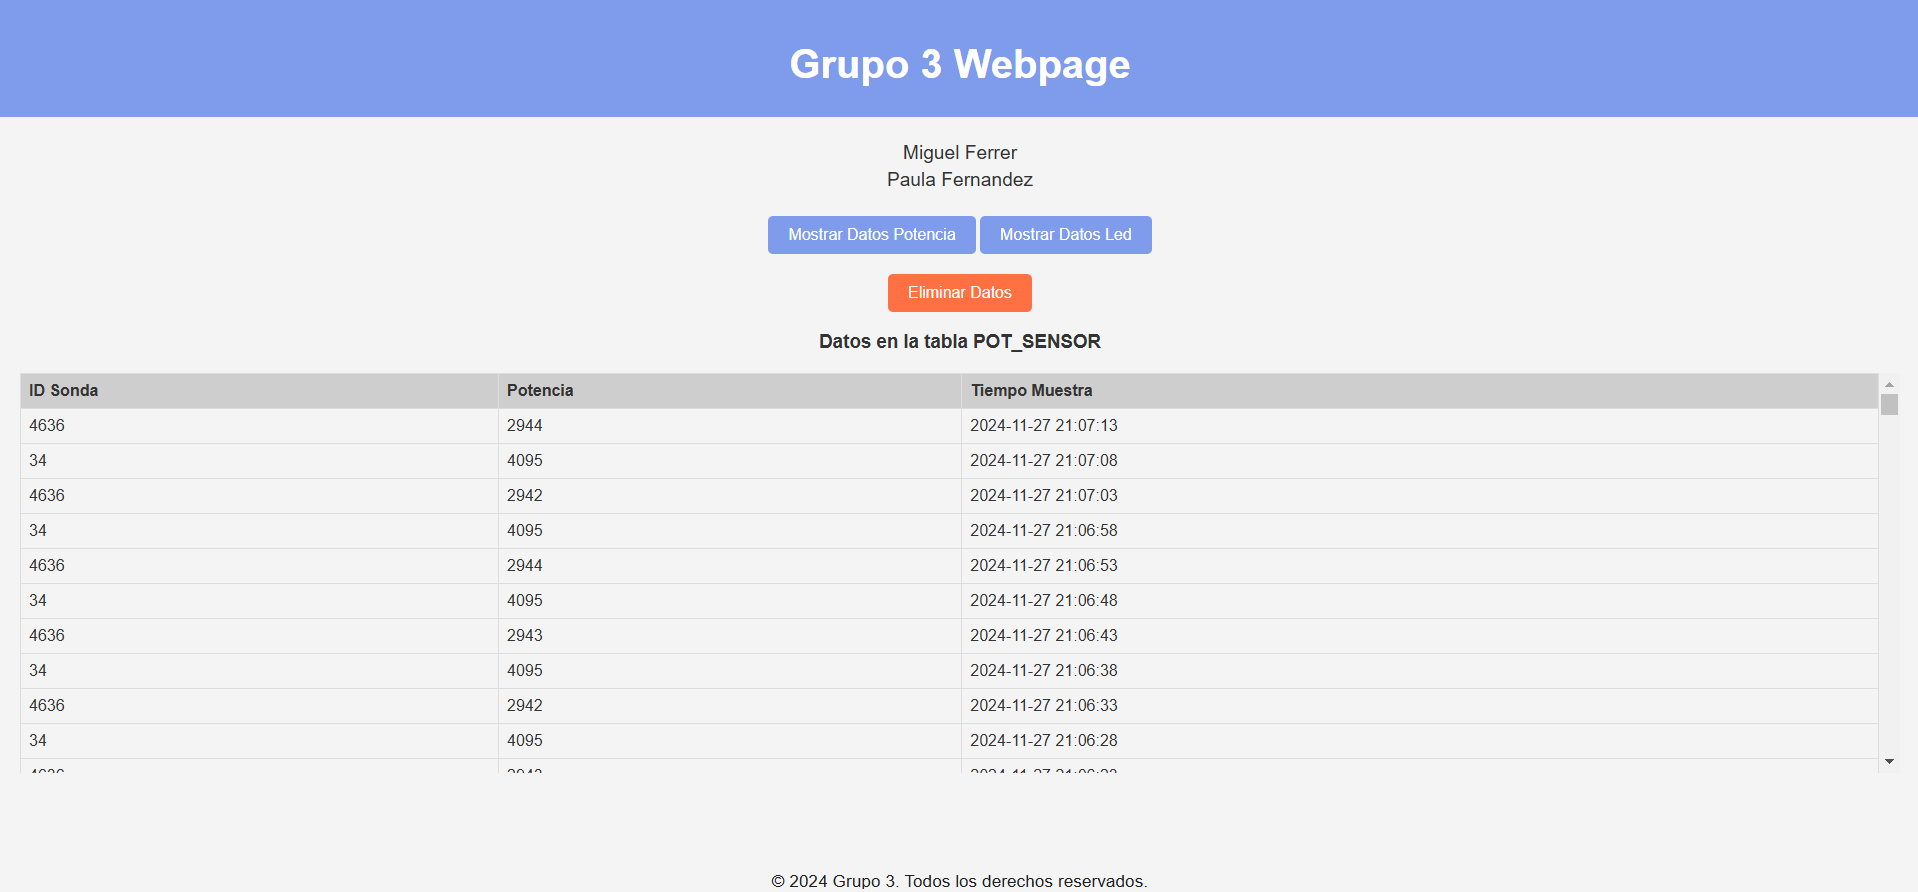 Grupo 3 Webpage
Miguel Ferrer
Paula Fernandez
Mostrar Datos Potencia Mostrar Datos Led
Eliminar Datos
Datos en la tabla POT_SENSOR
ID Sonda Potencia Tiempo Muestra
4636 2944 2024-11-27 21:07:13
34 4095 2024-11-27 21:07:08
4636 2942 2024-11-27 21:07:03
34 4095 2024-11-27 21:06:58
4636 2944 2024-11-27 21:06:53
34 4095 2024-11-27 21:06:48
4636 2943 2024-11-27 21:06:43
34 4095 2024-11-27 21:06:38
4636 2942 2024-11-27 21:06:33
34 4095 2024-11-27 21:06:28
© 2024 Grupo 3. Todos los derechos reservados.